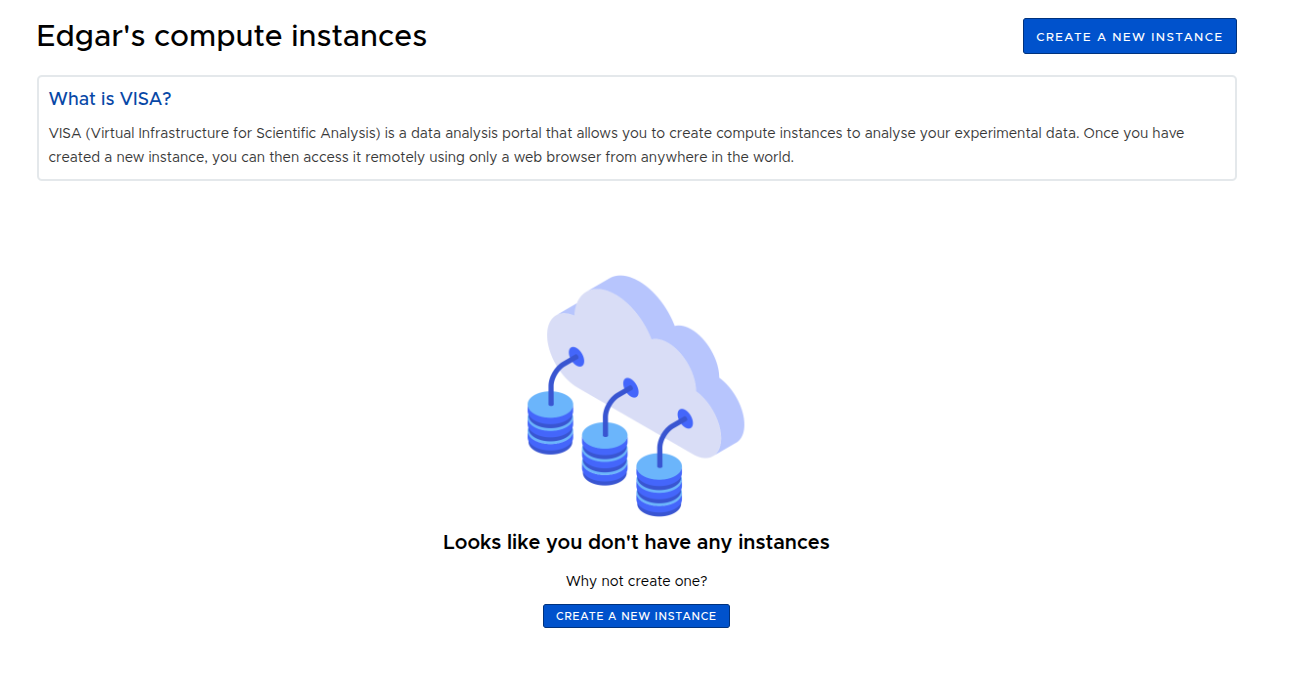 Edgar's compute instances
CREATE A NEW INSTANCE
What is VISA?
VISA (Virtual Infrastructure for Scientific Analysis) is a data analysis portal that allows you to create compute instances to analyse your experimental data. Once you have
created a new instance, you can then access it remotely using only a web browser from anywhere in the world.
Looks like you don't have any instances
Why not create one?
CREATE A NEW INSTANCE